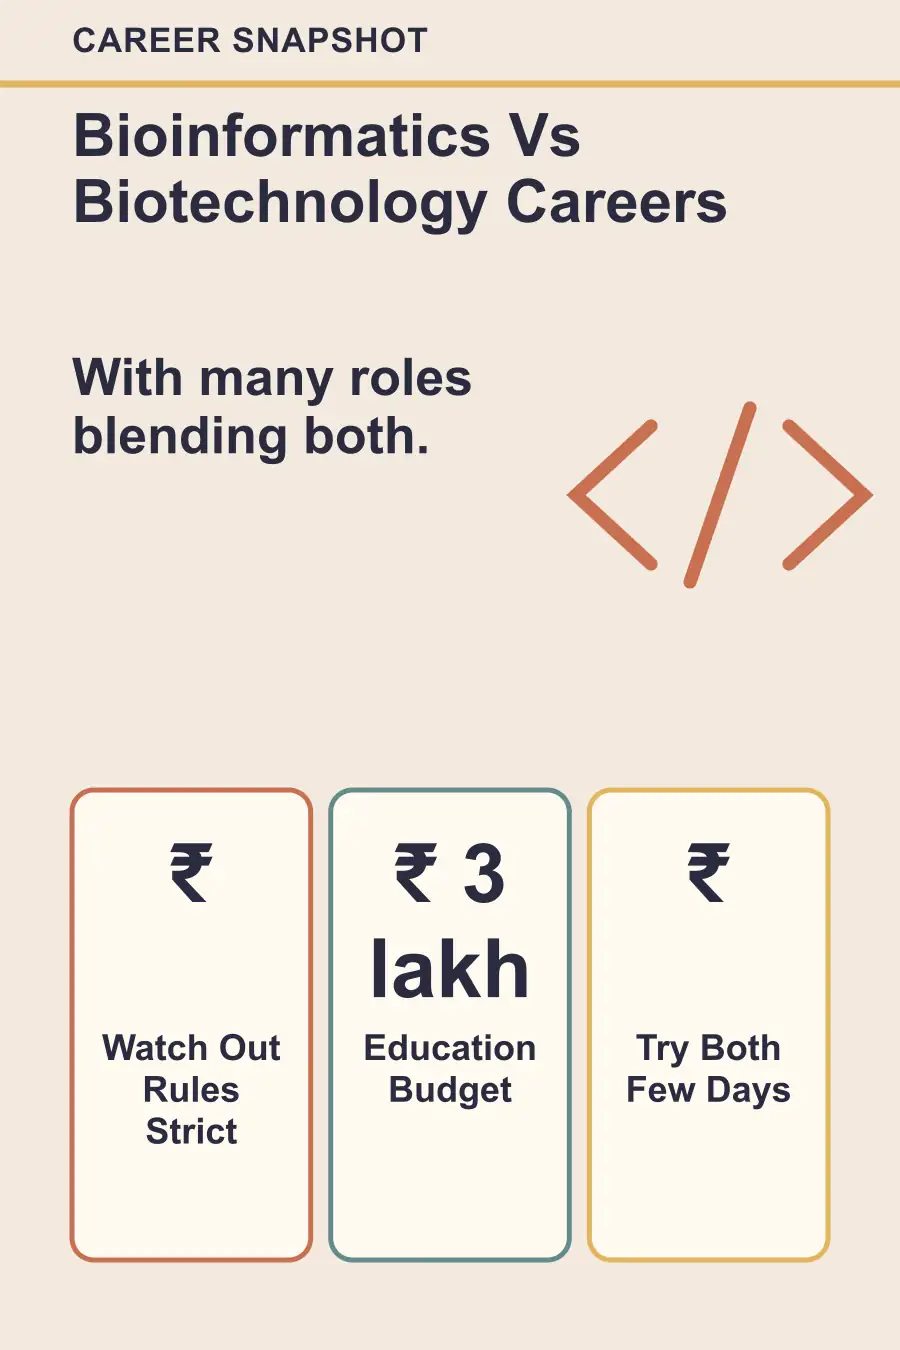 CAREER SNAPSHOT
Bioinformatics Vs
Biotechnology Careers
With many roles
blending both.
</>
₹
Watch Out
Rules
Strict
₹ 3
lakh
Education
Budget
₹
Try Both
Few Days